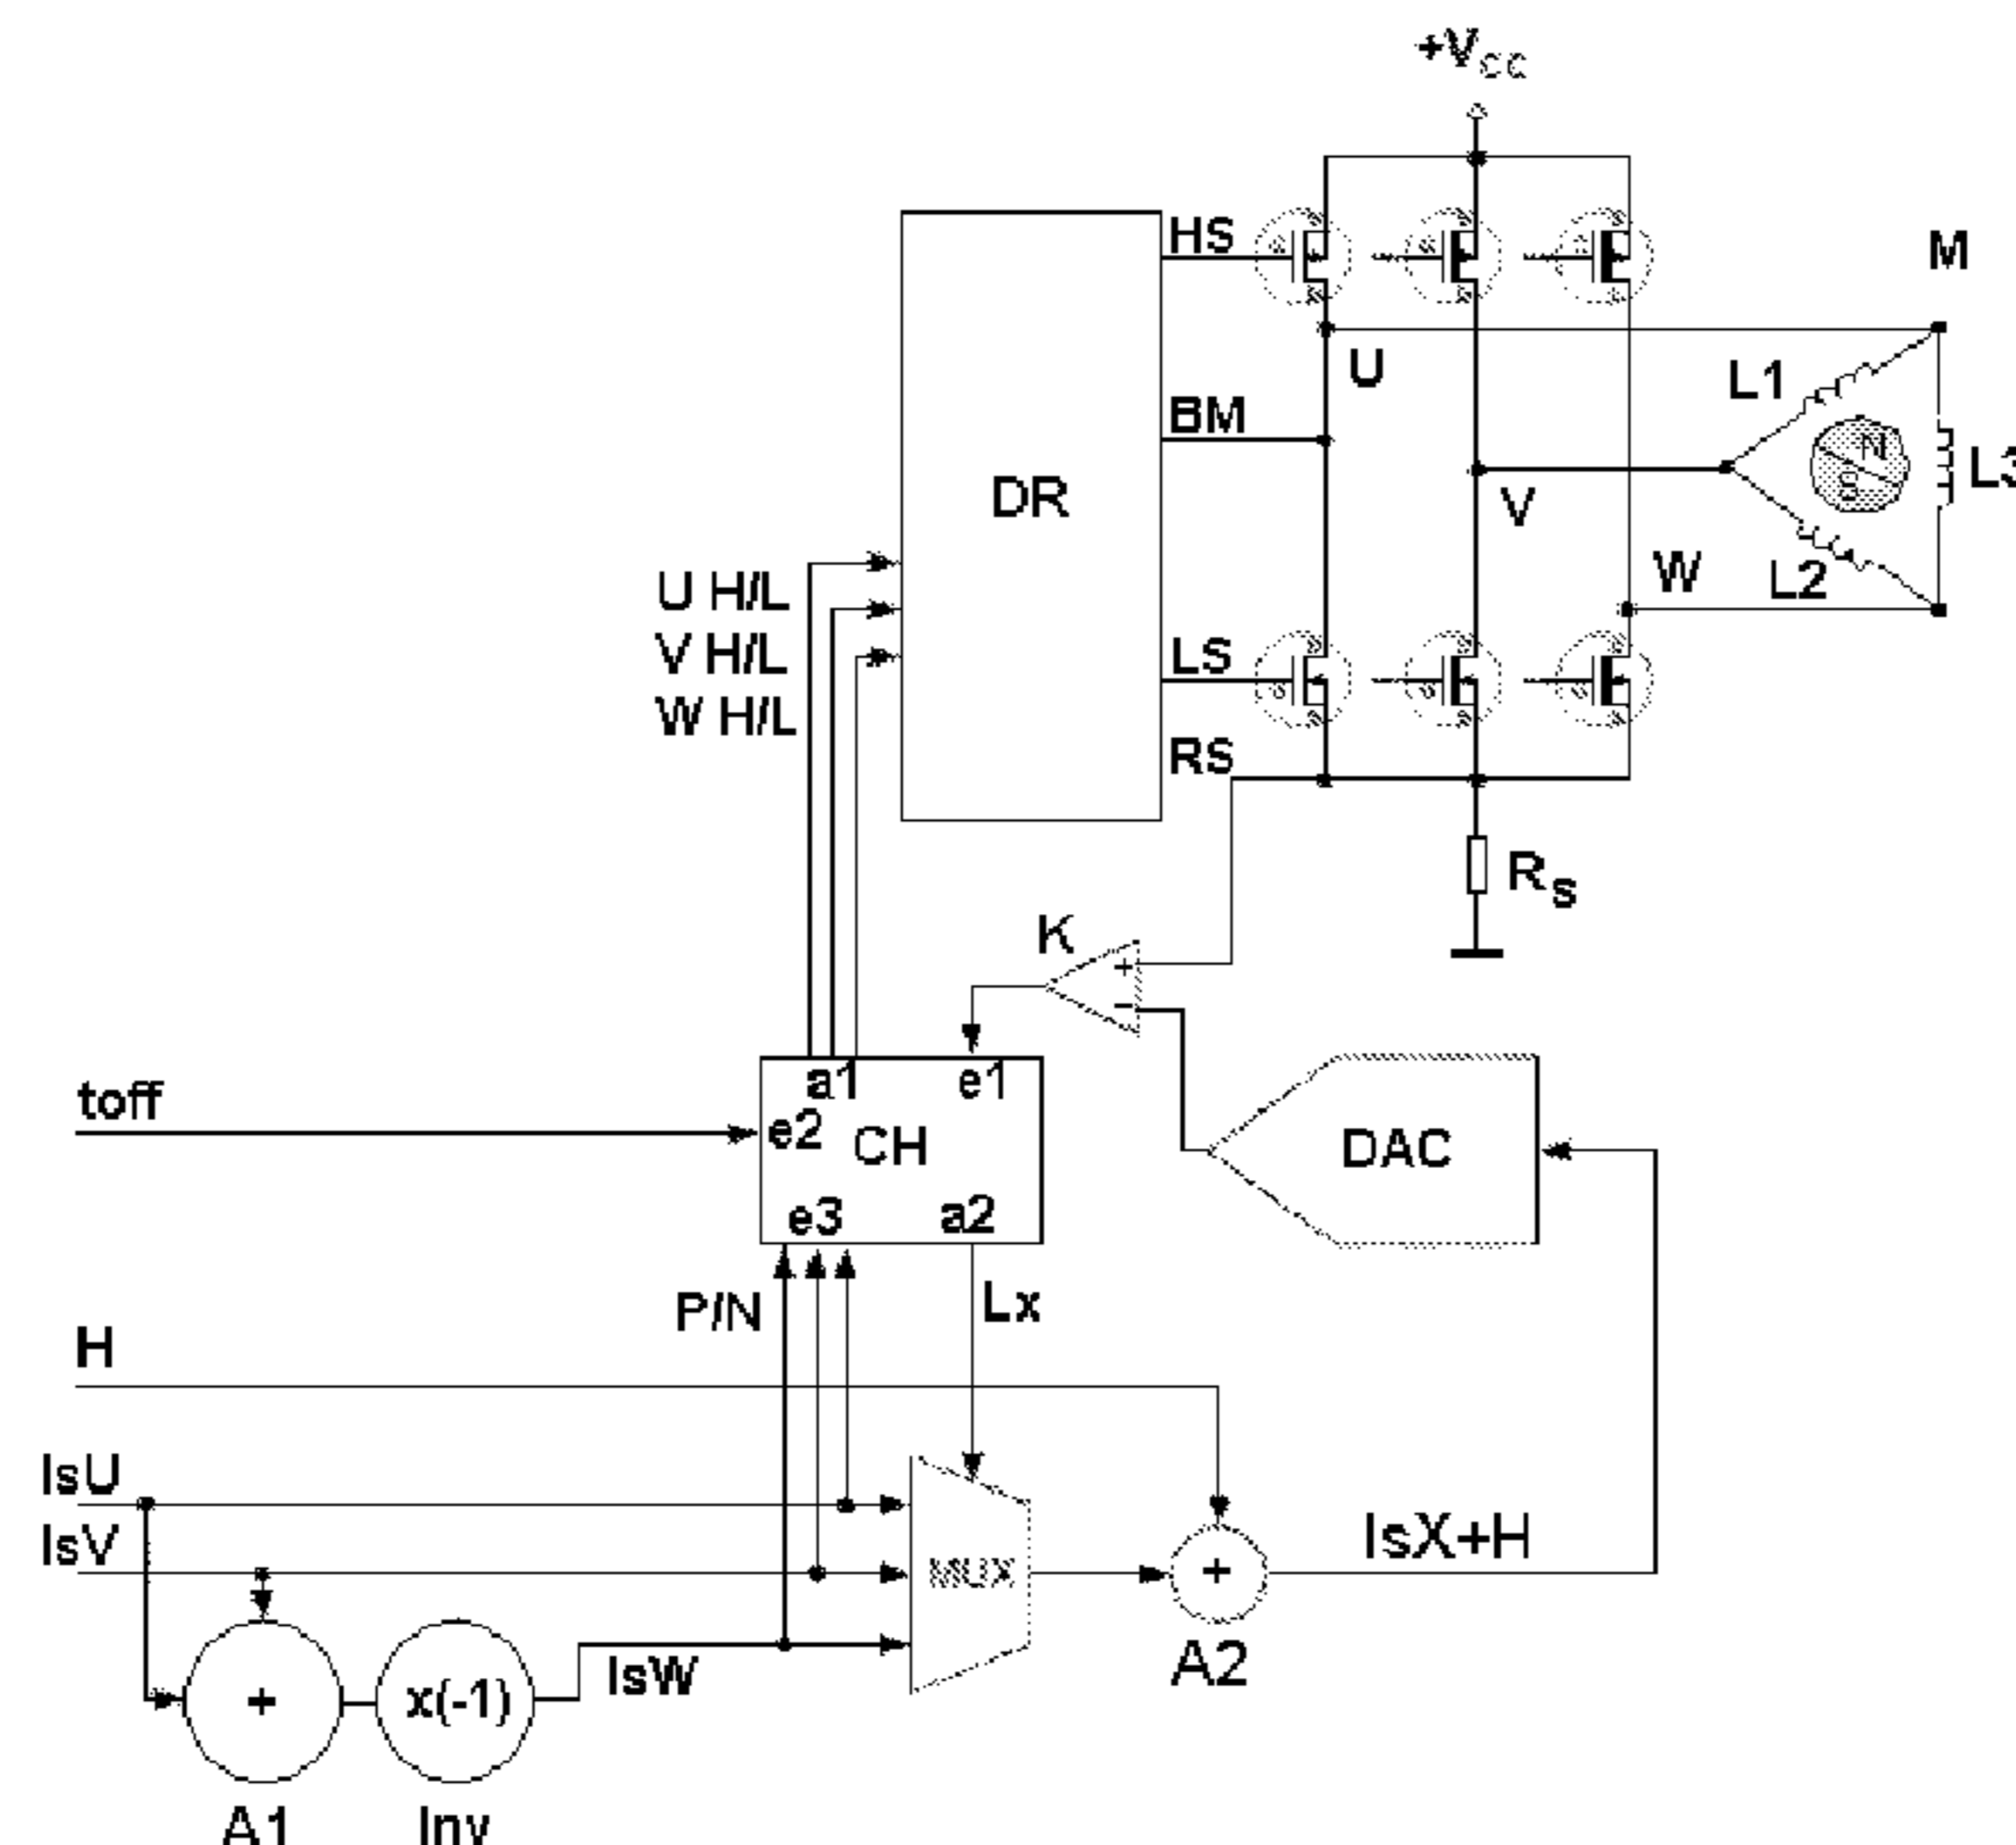 +Vcc
HS
M
U
L1
BM
N
S
L3
DR
V
W
L2
U H/L
V H/L
W H/L
LS
RS
Rs
K
+
−
toff
a1
e1
e2
CH
DAC
e3
a2
P/N
Lx
H
IsU
IsV
MUX
+
IsX+H
A2
+
x(-1)
IsW
A1
Inv